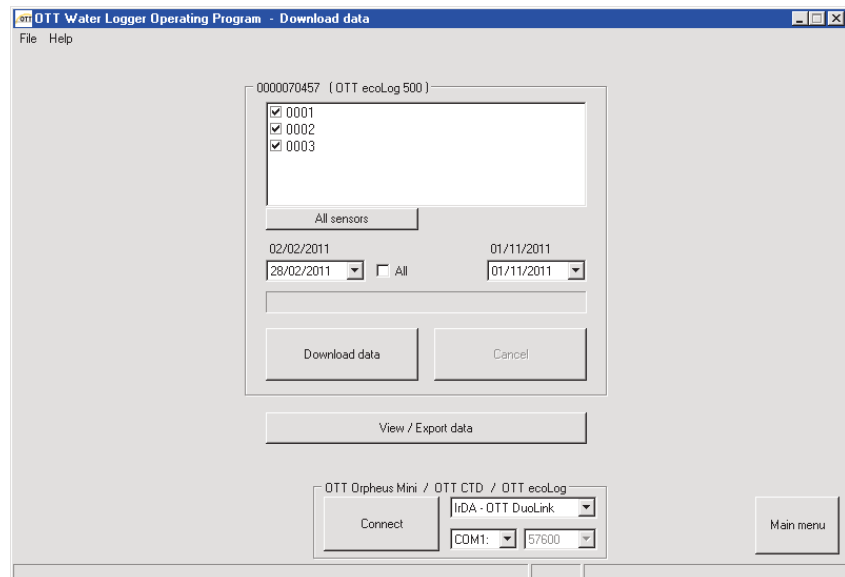 OTT OTT Water Logger Operating Program - Download data
File Help
0000070457 ( OTT ecoLog 500 )
0001
0002
0003
All sensors
02/02/2011 01/11/2011
28/02/2011 All 01/11/2011
Download data Cancel
View / Export data
OTT Orpheus Mini / OTT CTD / OTT ecoLog
Connect IrDA - OTT DuoLink
COM1: 57600
Main menu